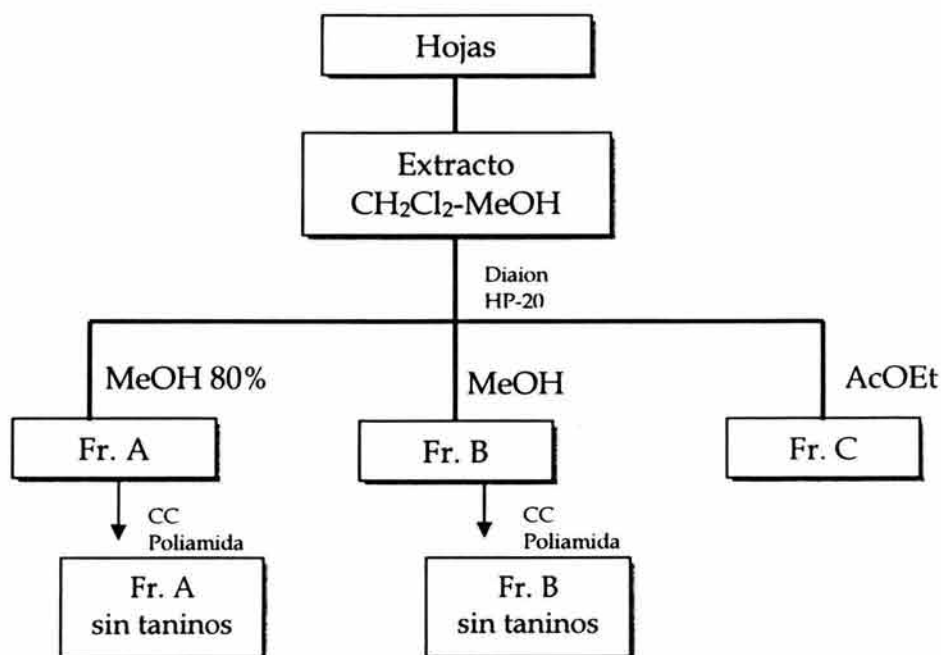 Hojas
Extracto
CH₂Cl₂-MeOH
Diaion
HP-20
MeOH 80%
MeOH
AcOEt
Fr. A
Fr. B
Fr. C
CC
Poliamida
CC
Poliamida
Fr. A
sin taninos
Fr. B
sin taninos